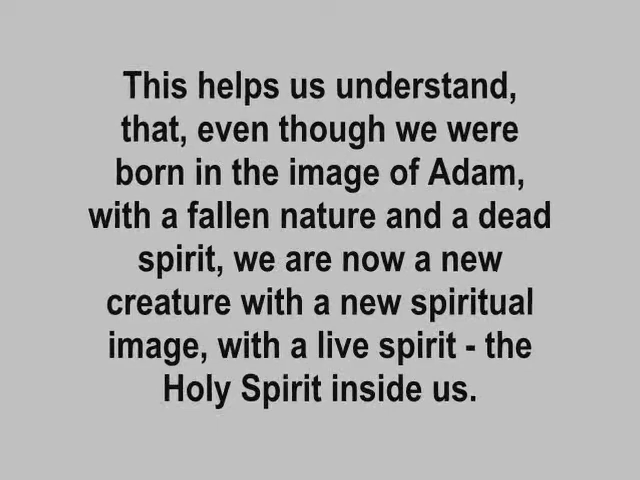 This helps us understand,
that, even though we were
born in the image of Adam,
with a fallen nature and a dead
spirit, we are now a new
creature with a new spiritual
image, with a live spirit - the
Holy Spirit inside us.